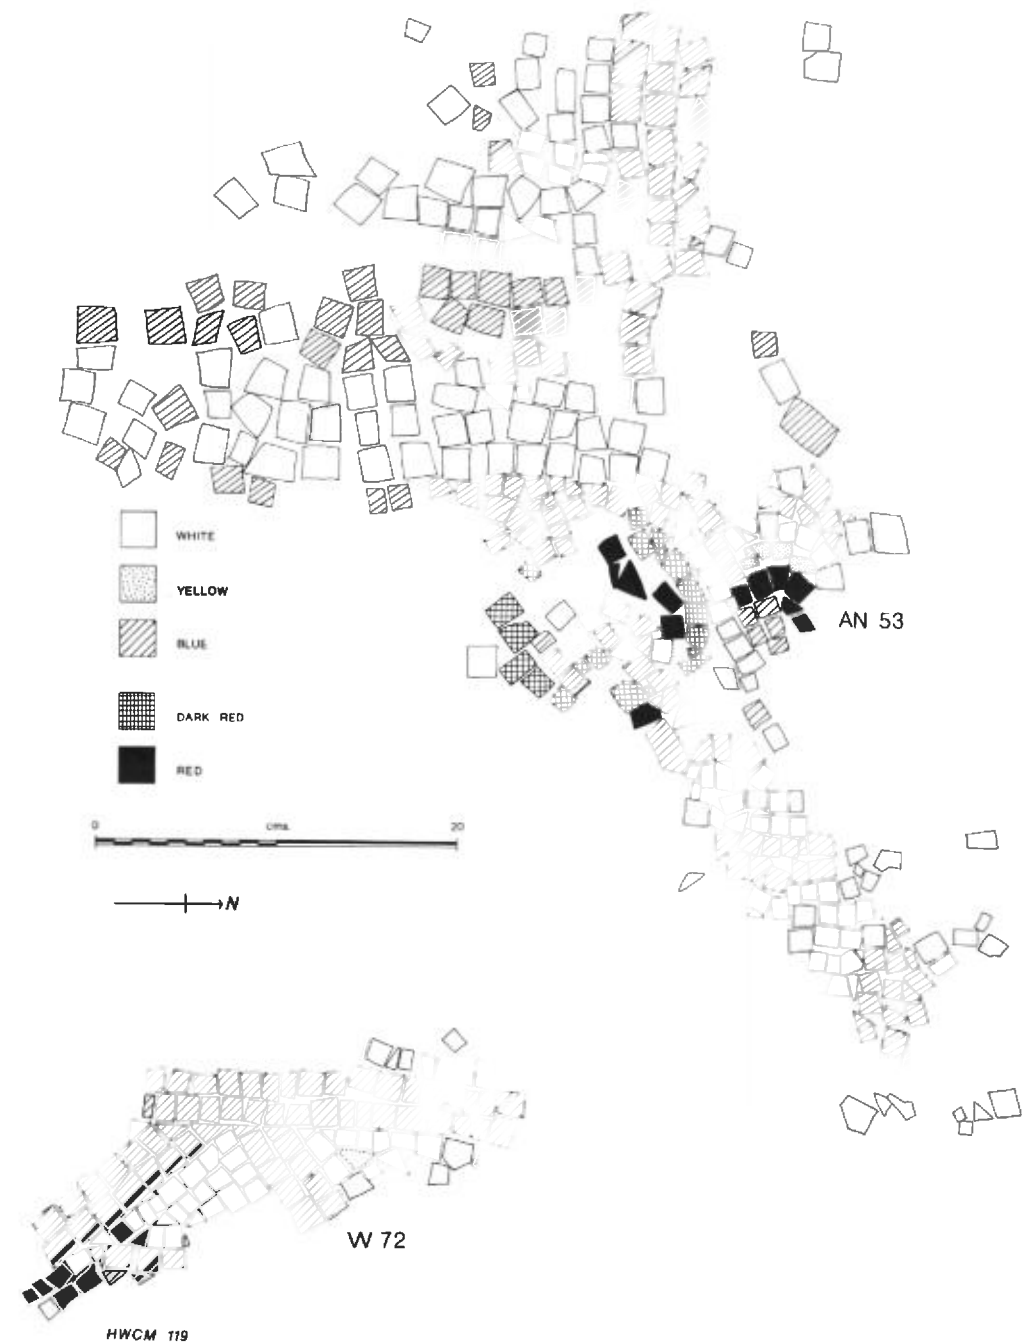 WHITE
YELLOW
BLUE
AN 53
DARK RED
RED
0 cms. 20
N
W 72
HWCM 119